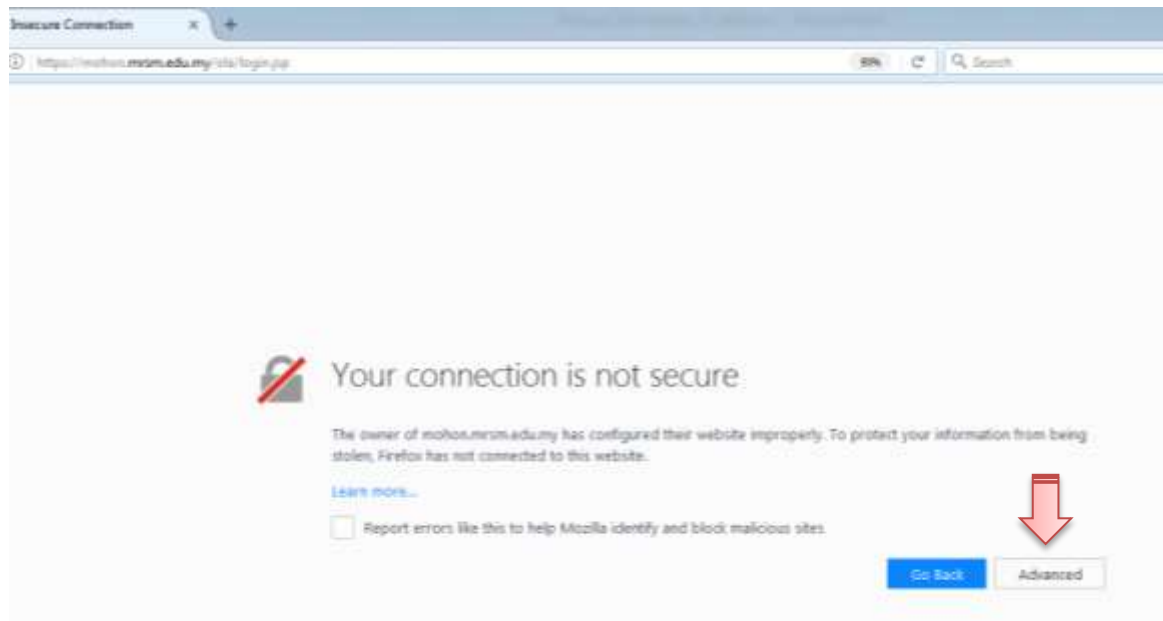 Insecure Connection
https://mohon.mrsm.edu.my/ola/login.jsp
90%
Search
Your connection is not secure
The owner of mohon.mrsm.edu.my has configured their website improperly. To protect your information from being
stolen, Firefox has not connected to this website.
Learn more...
Report errors like this to help Mozilla identify and block malicious sites
Go Back
Advanced